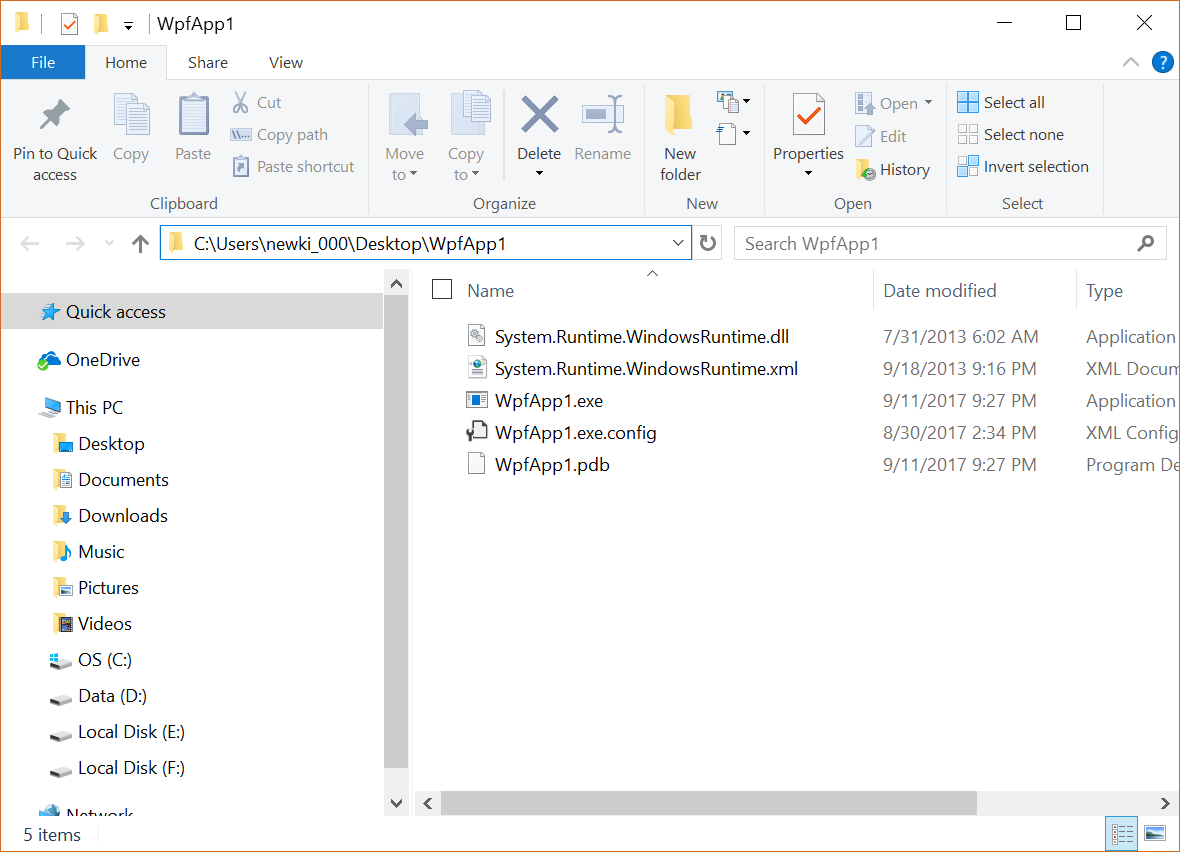 WpfApp1
File Home Share View
Pin to Quick access
Copy
Paste
Cut
Copy path
Paste shortcut
Clipboard
Move to
Copy to
Delete
Rename
Organize
New folder
New
Properties
Open
Edit
History
Open
Select all
Select none
Invert selection
Select
C:\Users\newki_000\Desktop\WpfApp1
Search WpfApp1
Quick access
OneDrive
This PC
Desktop
Documents
Downloads
Music
Pictures
Videos
OS (C:)
Data (D:)
Local Disk (E:)
Local Disk (F:)
Network
Name Date modified Type
System.Runtime.WindowsRuntime.dll 7/31/2013 6:02 AM Application
System.Runtime.WindowsRuntime.xml 9/18/2013 9:16 PM XML Docum
WpfApp1.exe 9/11/2017 9:27 PM Application
WpfApp1.exe.config 8/30/2017 2:34 PM XML Config
WpfApp1.pdb 9/11/2017 9:27 PM Program De
5 items